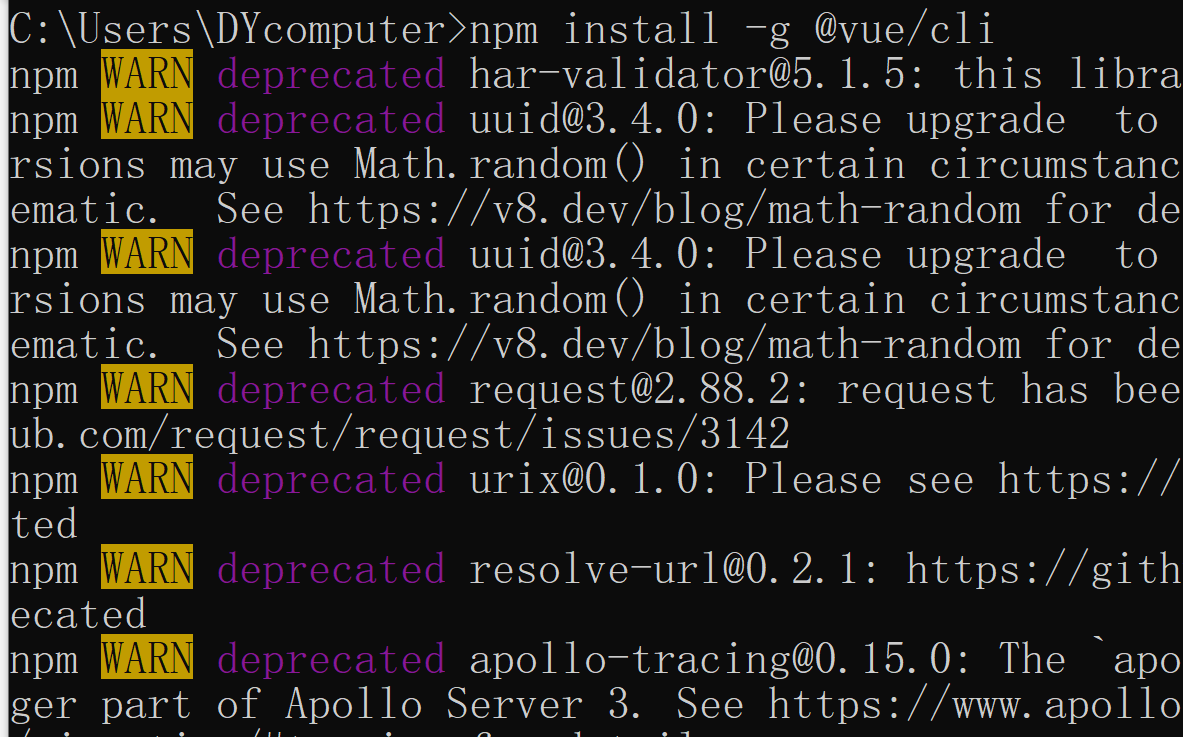 C:\Users\DYcomputer>npm install -g @vue/cli
npm WARN deprecated har-validator@5.1.5: this libra
npm WARN deprecated uuid@3.4.0: Please upgrade  to
rsions may use Math.random() in certain circumstanc
ematic.  See https://v8.dev/blog/math-random for de
npm WARN deprecated uuid@3.4.0: Please upgrade  to
rsions may use Math.random() in certain circumstanc
ematic.  See https://v8.dev/blog/math-random for de
npm WARN deprecated request@2.88.2: request has bee
ub.com/request/request/issues/3142
npm WARN deprecated urix@0.1.0: Please see https://
ted
npm WARN deprecated resolve-url@0.2.1: https://gith
ecated
npm WARN deprecated apollo-tracing@0.15.0: The `apo
ger part of Apollo Server 3. See https://www.apollo